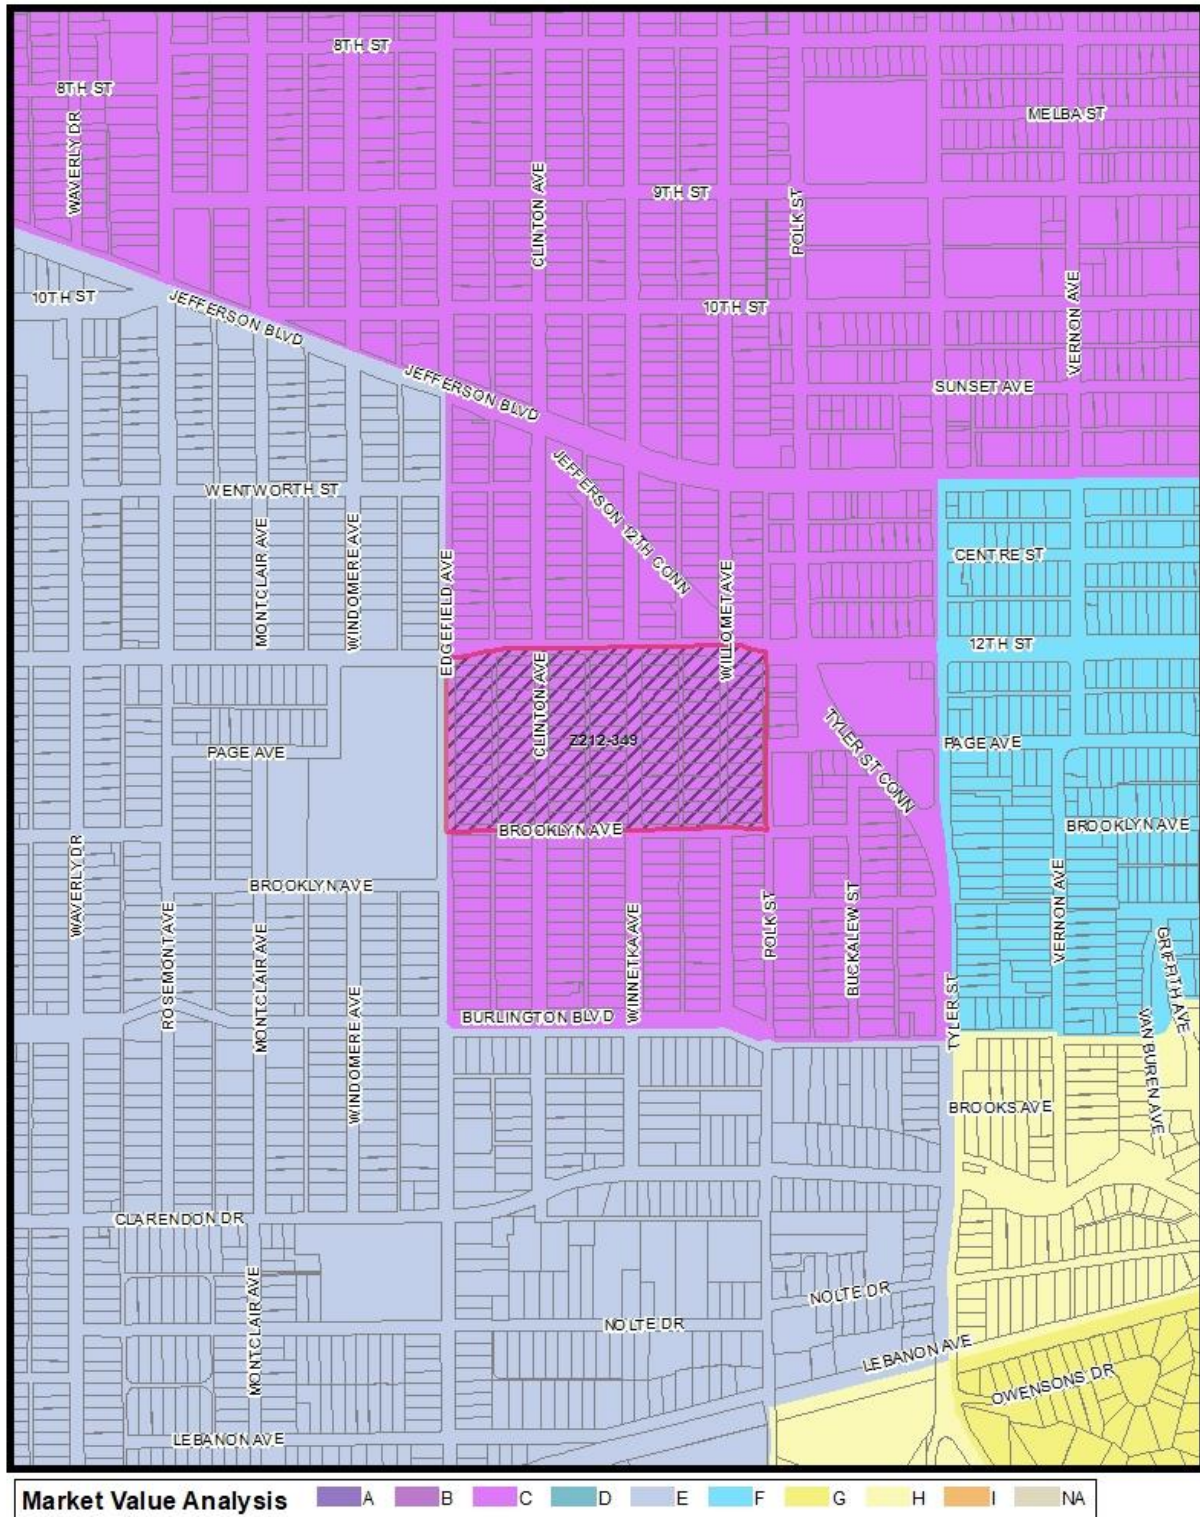 8TH ST
8TH ST
MELBA ST
WAVERLY DR
CLINTON AVE
9TH ST
POLK ST
10TH ST
JEFFERSON BLVD
10TH ST
VERNON AVE
JEFFERSON BLVD
SUNSET AVE
WENTWORTH ST
JEFFERSON 12TH CONN
MONTCLAIR AVE
WINDOMERE AVE
EDGEFIELD AVE
WILLOMET AVE
CENTRE ST
12TH ST
CLINTON AVE
Z212-349
PAGE AVE
TYLER ST CONN
PAGE AVE
BROOKLYN AVE
BROOKLYN AVE
WAVERLY DR
BROOKLYN AVE
ROSEMONT AVE
MONTCLAIR AVE
WINDOMERE AVE
WINNETKA AVE
POLK ST
BUCKALEW ST
VERNON AVE
GRIFFITH AVE
BURLINGTON BLVD
TYLER ST
VAN BUREN AVE
BROOKS AVE
CLARENDON DR
MONTCLAIR AVE
NOLTE DR
NOLTE DR
LEBANON AVE
OWENSONS DR
LEBANON AVE
Market Value Analysis A B C D E F G H I NA